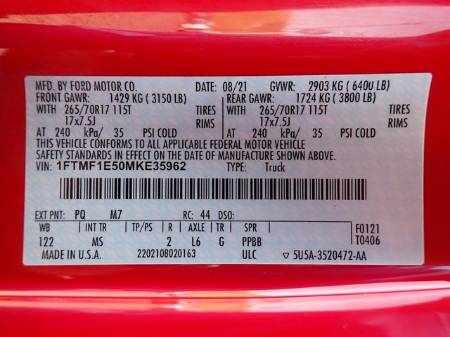 MFD. BY FORD MOTOR CO. DATE: 08/21 GVWR: 2903 KG ( 6400 LB)
FRONT GAWR: 1429 KG ( 3150 LB) REAR GAWR: 1724 KG ( 3800 LB)
WITH 265/70R17 115T TIRES WITH 265/70R17 115T TIRES
17x7.5J RIMS 17x7.5J RIMS
AT 240 kPa/ 35 PSI COLD AT 240 kPa/ 35 PSI COLD
THIS VEHICLE CONFORMS TO ALL APPLICABLE FEDERAL MOTOR VEHICLE
SAFETY STANDARDS IN EFFECT ON THE DATE OF MANUFACTURE SHOWN ABOVE.
VIN: 1FTMF1E50MKE35962 TYPE: Truck
EXT PNT: PQ M7 RC: 44 DSO: F0121
WB INT TR TP/PS R AXLE TR SPR T0406
122 MS 2 L6 G PPBB
MADE IN U.S.A. 2202108020163 ULC 5U5A-3520472-AA